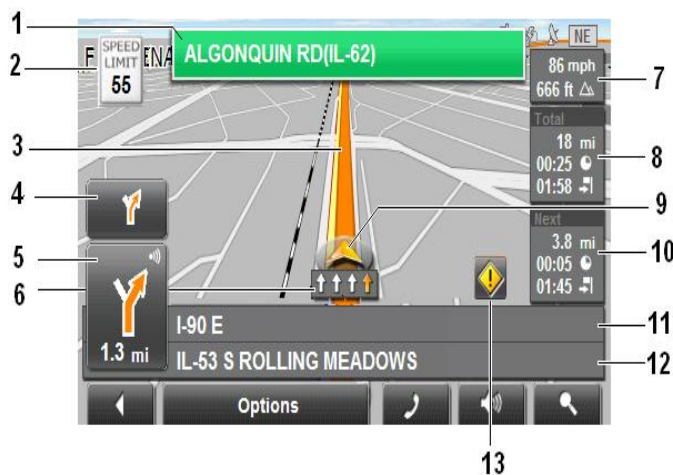 1
ALGONQUIN RD(IL-62)
NE
2
SPEED
LIMIT
55
ENA
86 mph
666 ft
7
Total
18 mi
00:25
01:58
8
3
4
9
Next
3.8 mi
00:05
01:45
10
5
6
1.3 mi
I-90 E
11
IL-53 S ROLLING MEADOWS
12
Options
13